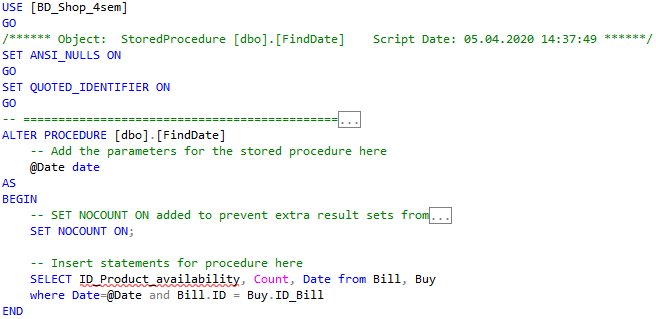 USE [BD_Shop_4sem]
GO
/****** Object:  StoredProcedure [dbo].[FindDate]    Script Date: 05.04.2020 14:37:49 ******/
SET ANSI_NULLS ON
GO
SET QUOTED_IDENTIFIER ON
GO
-- =============================================...
ALTER PROCEDURE [dbo].[FindDate]
    -- Add the parameters for the stored procedure here
    @Date date
AS
BEGIN
    -- SET NOCOUNT ON added to prevent extra result sets from...
    SET NOCOUNT ON;

    -- Insert statements for procedure here
    SELECT ID_Product_availability, Count, Date from Bill, Buy
    where Date=@Date and Bill.ID = Buy.ID_Bill
END